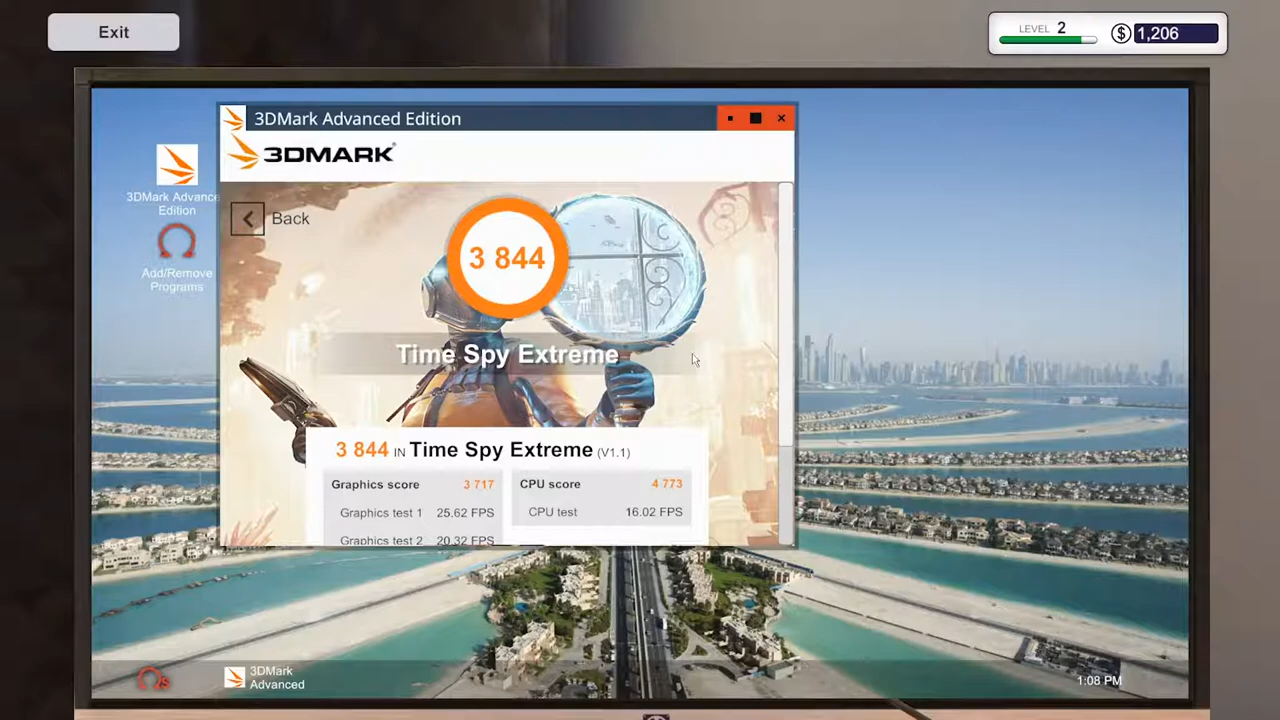 Exit
LEVEL 2
$ 1,206
3DMark Advanced Edition
3DMARK
3DMark Advance
Edition
Add/Remove
Programs
Back
3 844
Time Spy Extreme
3 844 IN Time Spy Extreme (V1.1)
Graphics score 3 717
Graphics test 1 25.62 FPS
Graphics test 2 20.32 FPS
CPU score 4 773
CPU test 16.02 FPS
3DMark
Advanced
1:08 PM